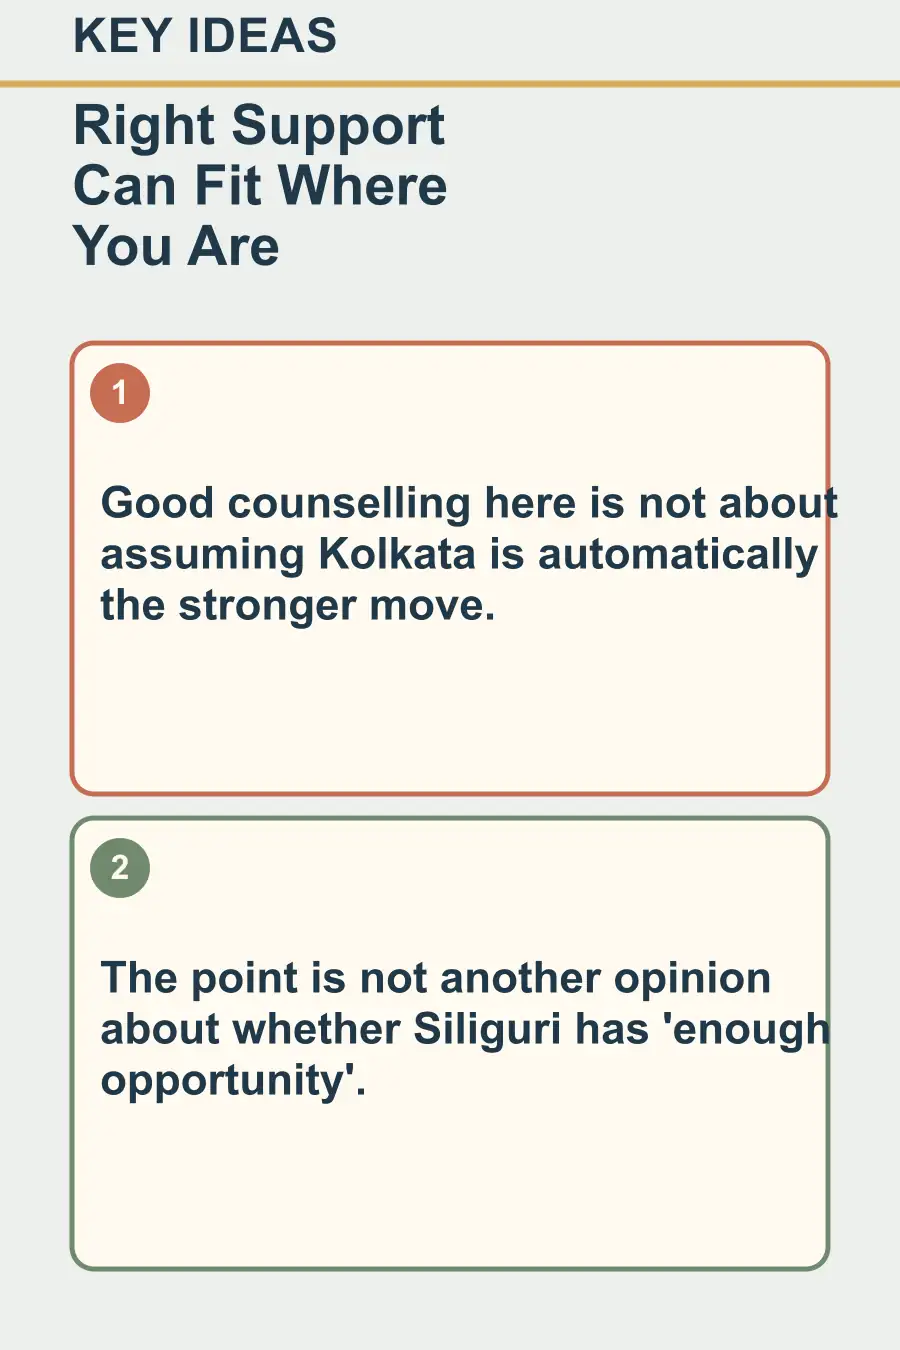 KEY IDEAS
Right Support
Can Fit Where
You Are
1
Good counselling here is not about
assuming Kolkata is automatically
the stronger move.
2
The point is not another opinion
about whether Siliguri has 'enough
opportunity'.